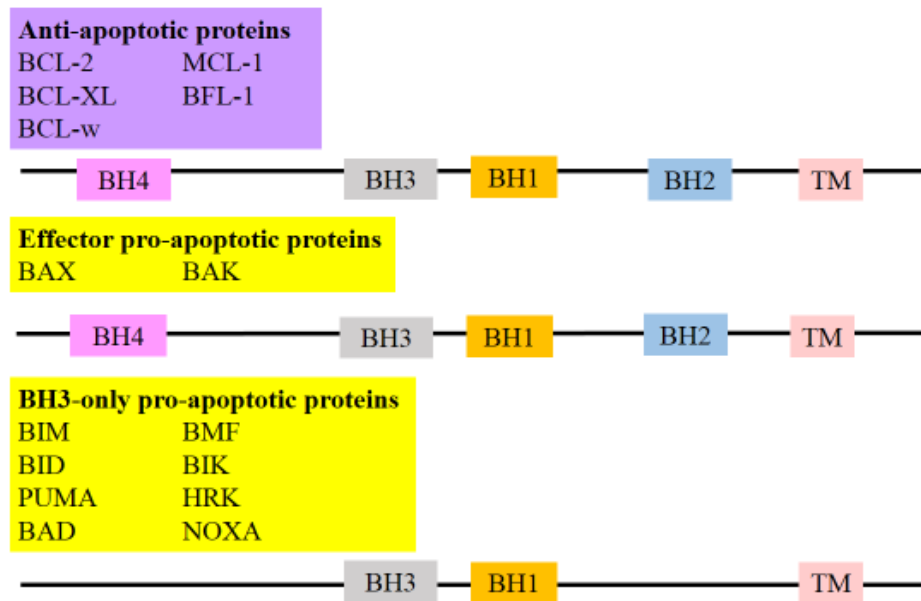 Anti-apoptotic proteins
BCL-2 MCL-1
BCL-XL BFL-1
BCL-w
BH4 BH3 BH1 BH2 TM
Effector pro-apoptotic proteins
BAX BAK
BH4 BH3 BH1 BH2 TM
BH3-only pro-apoptotic proteins
BIM BMF
BID BIK
PUMA HRK
BAD NOXA
BH3 BH1 TM